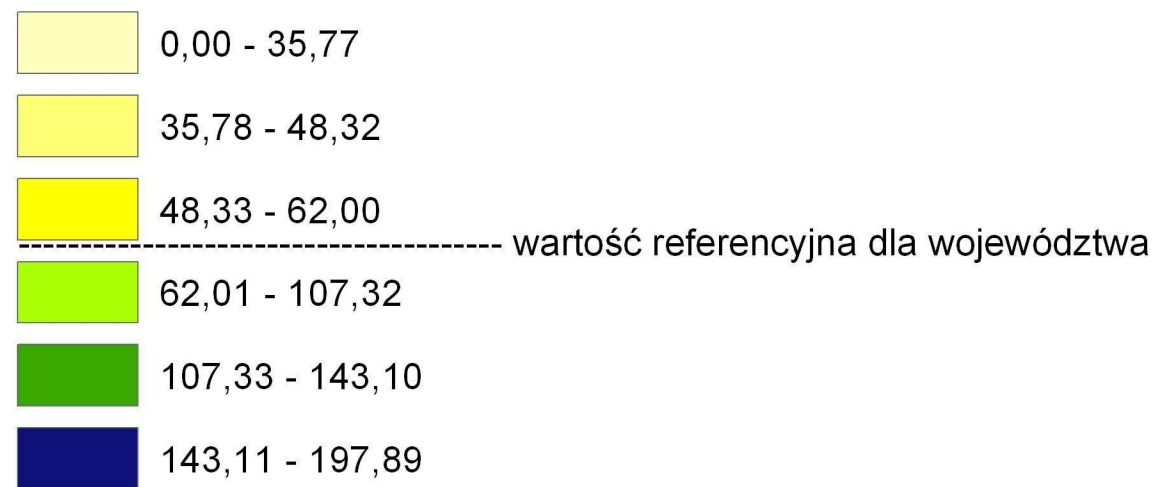 0,00 - 35,77
35,78 - 48,32
48,33 - 62,00
wartość referencyjna dla województwa
62,01 - 107,32
107,33 - 143,10
143,11 - 197,89